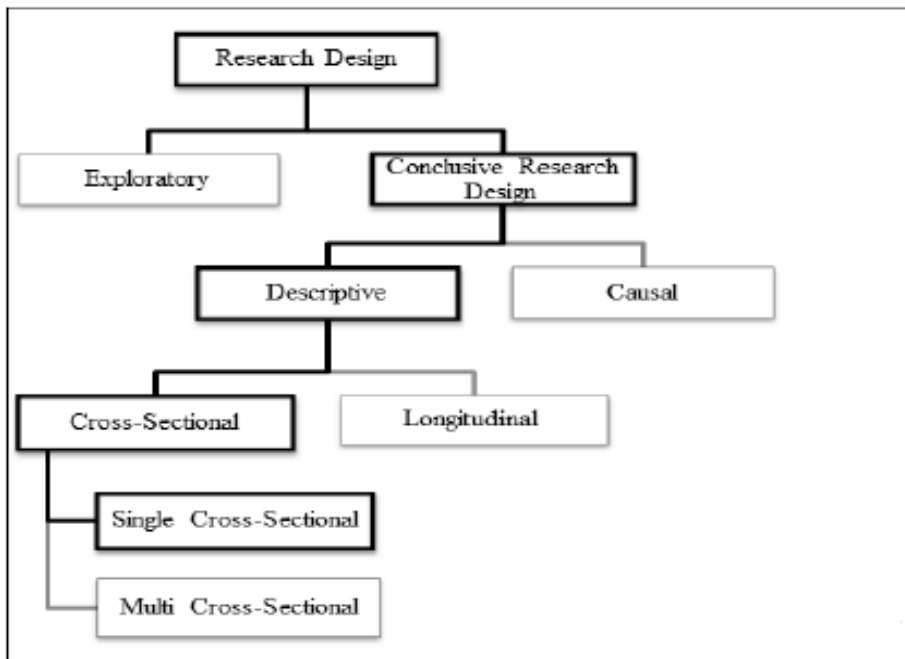 Research Design
Exploratory
Conclusive Research
Design
Descriptive
Causal
Cross-Sectional
Longitudinal
Single Cross-Sectional
Multi Cross-Sectional